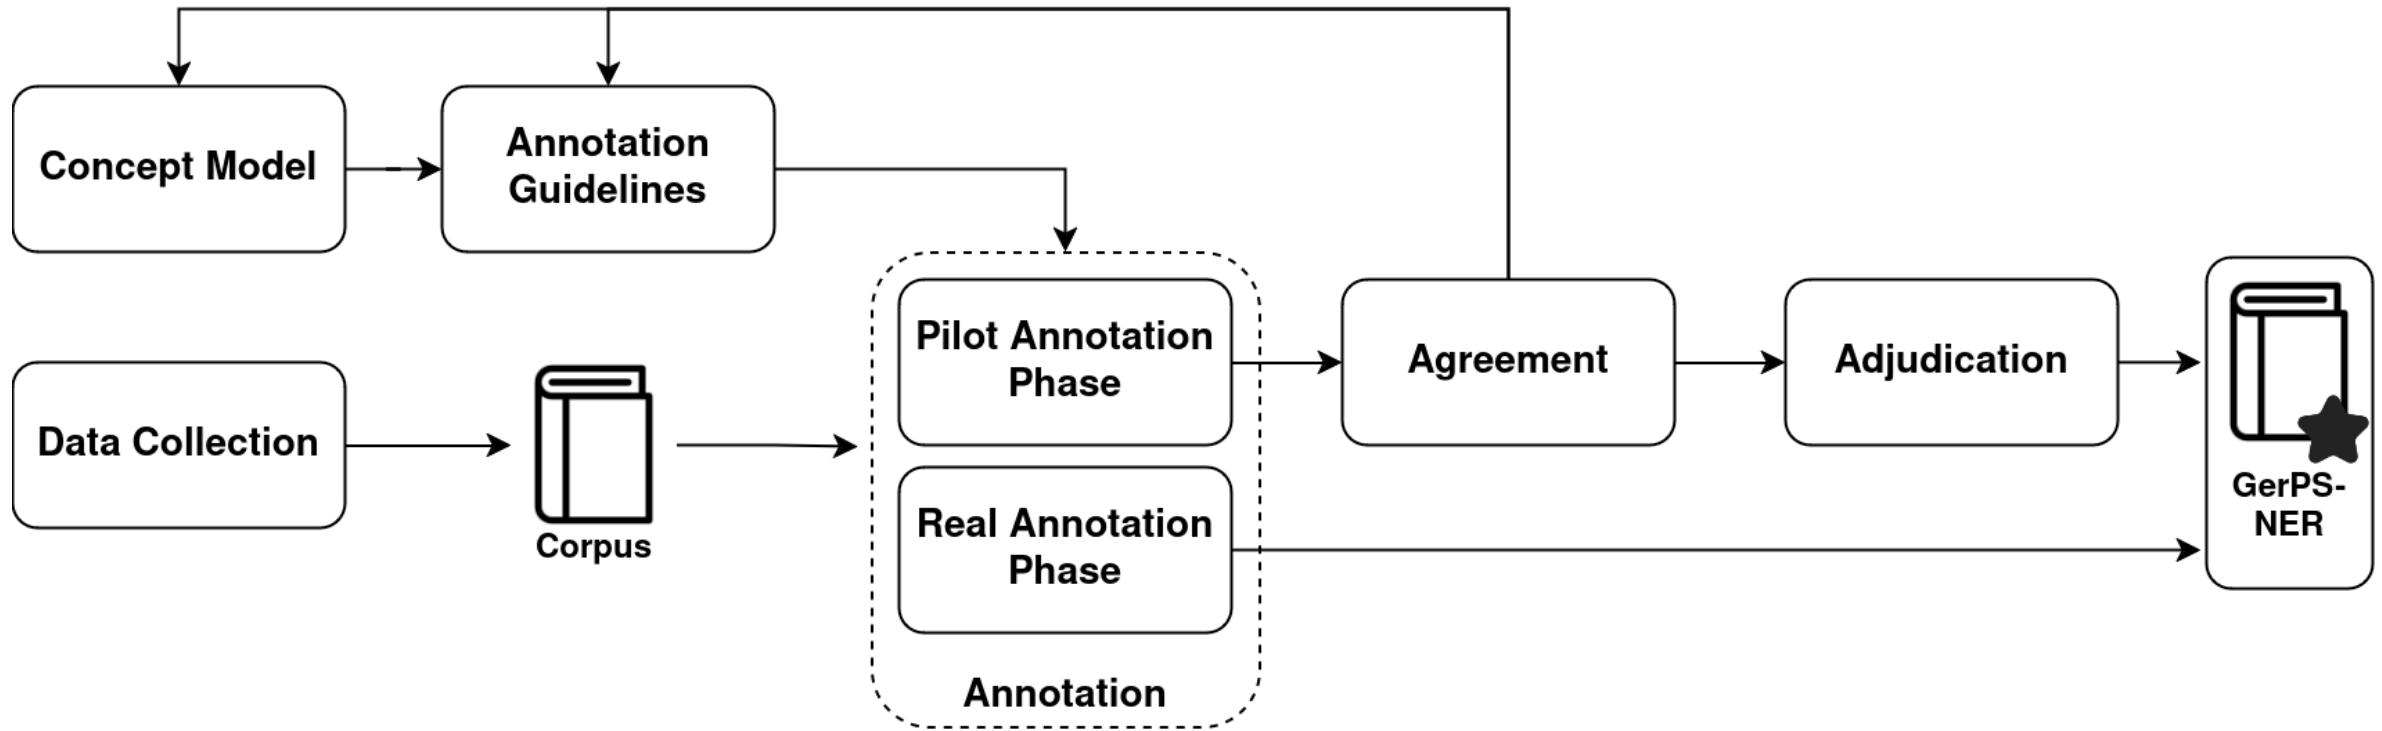 Concept Model
Annotation
Guidelines
Data Collection
Corpus
Pilot Annotation
Phase
Real Annotation
Phase
Annotation
Agreement
Adjudication
GerPS-
NER